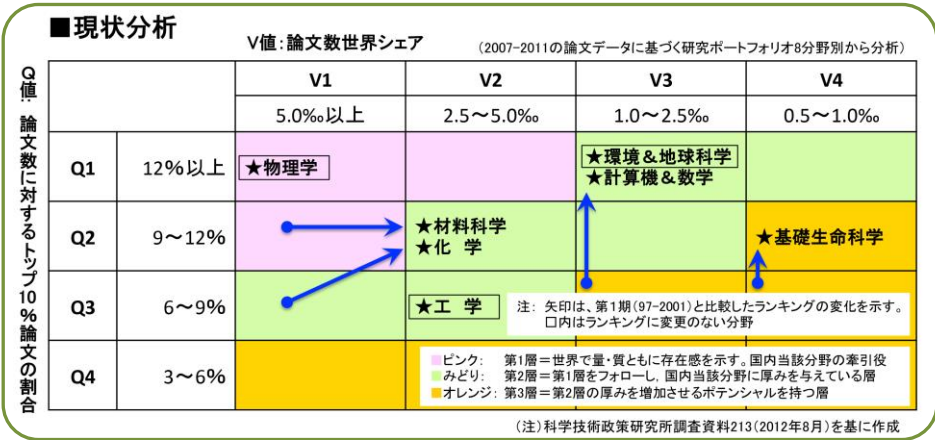 ■現状分析
V値:論文数世界シェア
(2007-2011の論文データに基づく研究ポートフォリオ8分野別から分析)
Q値: 論文数に対するトップ10%論文の割合
V1 V2 V3 V4
5.0‰以上 2.5～5.0‰ 1.0～2.5‰ 0.5～1.0‰
Q1 12%以上 ★物理学 ★環境&地球科学
★計算機&数学
Q2 9～12% ★材料科学 ★基礎生命科学
★化 学
Q3 6～9% ★工 学
注: 矢印は、第1期(97-2001)と比較したランキングの変化を示す。
□内はランキングに変更のない分野
Q4 3～6%
■ピンク: 第1層=世界で量・質ともに存在感を示す。国内当該分野の牽引役
■みどり: 第2層=第1層をフォローし、国内当該分野に厚みを与えている層
■オレンジ: 第3層=第2層の厚みを増加させるポテンシャルを持つ層
(注)科学技術政策研究所調査資料213(2012年8月)を基に作成